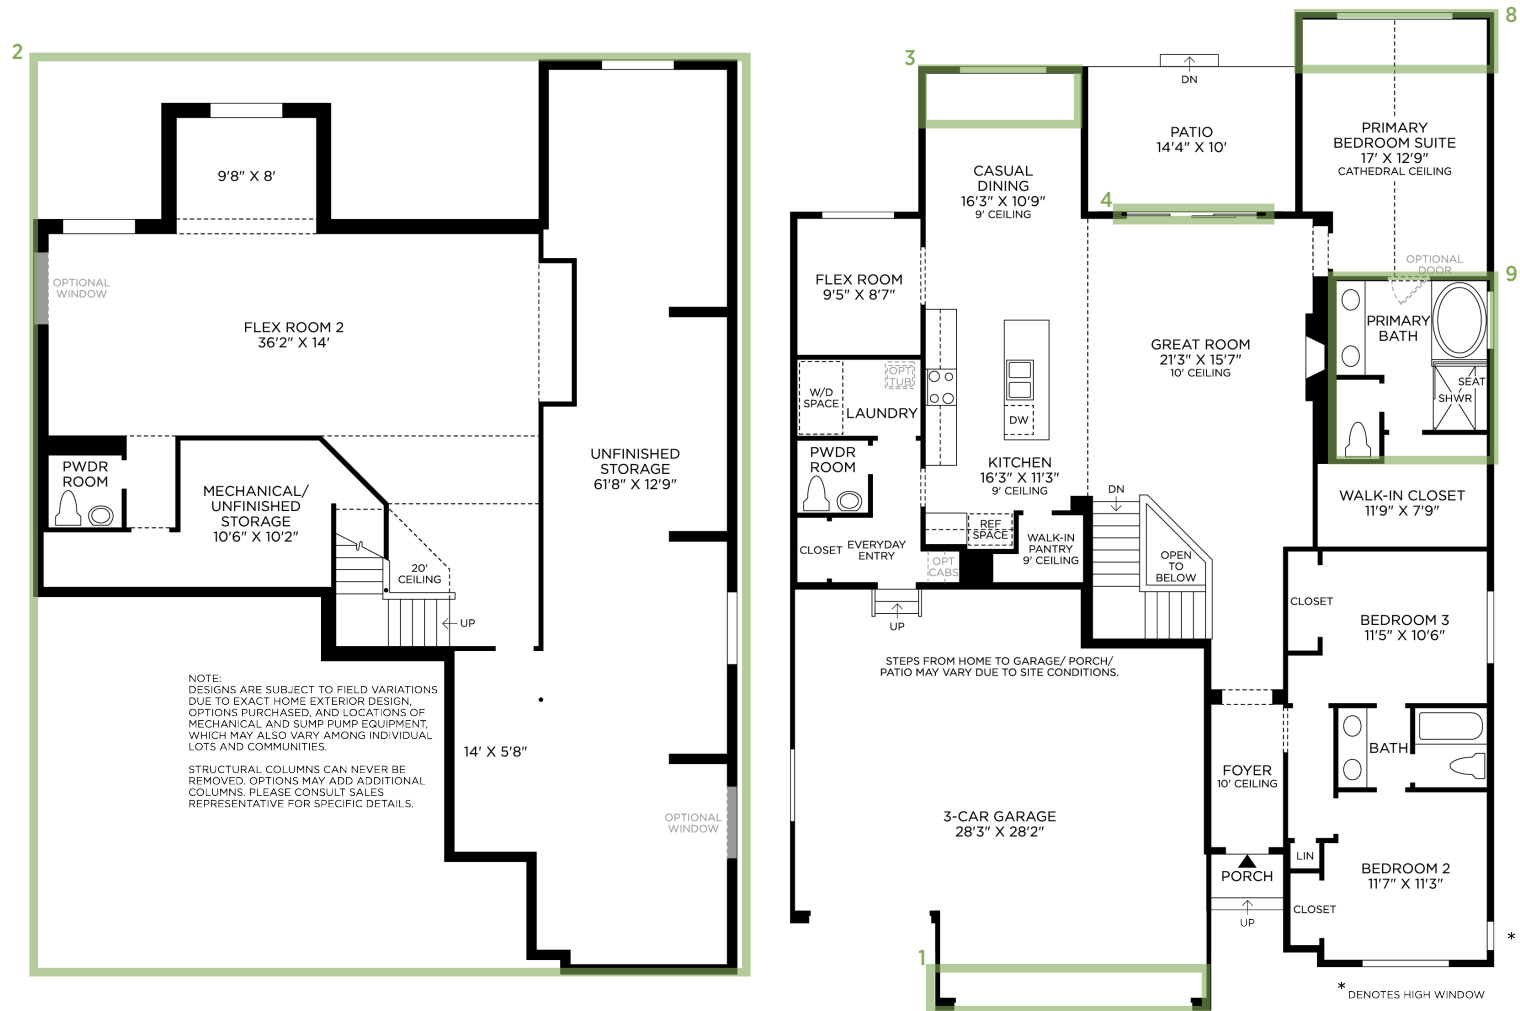 2
9'8" X 8'
OPTIONAL
WINDOW
FLEX ROOM 2
36'2" X 14'
UNFINISHED
STORAGE
61'8" X 12'9"
PWDR
ROOM
MECHANICAL/
UNFINISHED
STORAGE
10'6" X 10'2"
20'
CEILING
UP
NOTE:
DESIGNS ARE SUBJECT TO FIELD VARIATIONS
DUE TO EXACT HOME EXTERIOR DESIGN,
OPTIONS PURCHASED, AND LOCATIONS OF
MECHANICAL AND SUMP PUMP EQUIPMENT,
WHICH MAY ALSO VARY AMONG INDIVIDUAL
LOTS AND COMMUNITIES.
STRUCTURAL COLUMNS CAN NEVER BE
REMOVED. OPTIONS MAY ADD ADDITIONAL
COLUMNS. PLEASE CONSULT SALES
REPRESENTATIVE FOR SPECIFIC DETAILS.
14' X 5'8"
OPTIONAL
WINDOW
3
8
DN
PATIO
14'4" X 10'
PRIMARY
BEDROOM SUITE
17' X 12'9"
CATHEDRAL CEILING
CASUAL
DINING
16'3" X 10'9"
9' CEILING
4
OPTIONAL
DOOR
9
FLEX ROOM
9'5" X 8'7"
PRIMARY
BATH
GREAT ROOM
21'3" X 15'7"
10' CEILING
OPT
TUB
W/D
SPACE
LAUNDRY
SEAT
SHWR
DW
PWDR
ROOM
KITCHEN
16'3" X 11'3"
9' CEILING
DN
WALK-IN CLOSET
11'9" X 7'9"
REF
SPACE
CLOSET
EVERYDAY
ENTRY
WALK-IN
PANTRY
9' CEILING
OPT
CABS
OPEN
TO
BELOW
CLOSET
BEDROOM 3
11'5" X 10'6"
UP
STEPS FROM HOME TO GARAGE/ PORCH/
PATIO MAY VARY DUE TO SITE CONDITIONS.
BATH
FOYER
10' CEILING
3-CAR GARAGE
28'3" X 28'2"
LIN
PORCH
BEDROOM 2
11'7" X 11'3"
CLOSET
UP
*
1
* DENOTES HIGH WINDOW